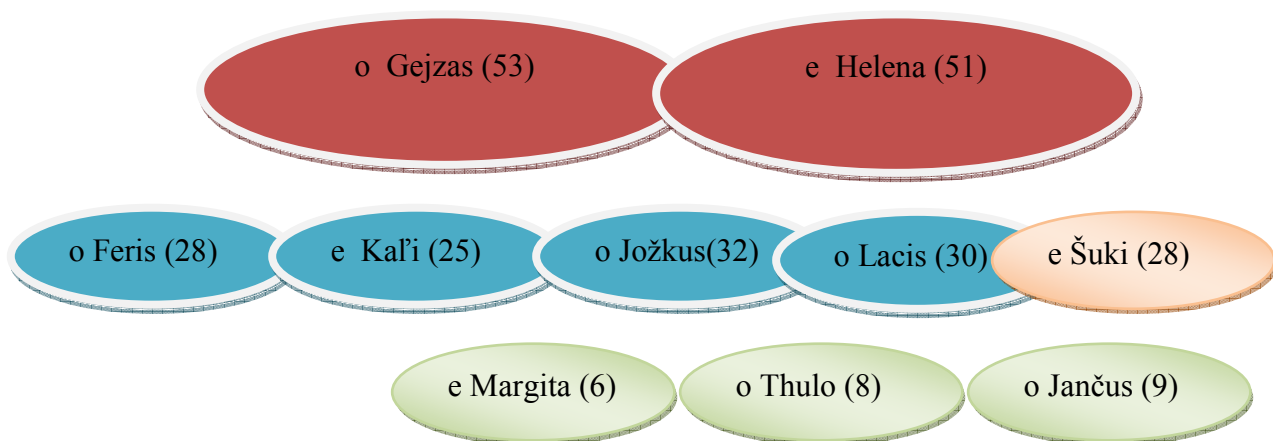 o Gejzas (53) e Helena (51)
o Feris (28) e Kaľi (25) o Jožkus(32) o Lacis (30) e Šuki (28)
e Margita (6) o Thulo (8) o Jančus (9)